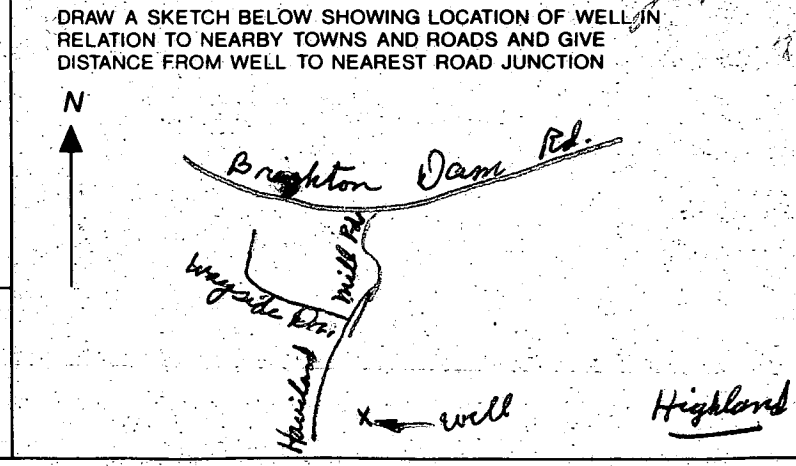 DRAW A SKETCH BELOW SHOWING LOCATION OF WELL IN
RELATION TO NEARBY TOWNS AND ROADS AND GIVE
DISTANCE FROM WELL TO NEAREST ROAD JUNCTION
N
Brighton Dam Rd.
Mill Rd
Wayside Dr.
Haviland
X
well
Highland